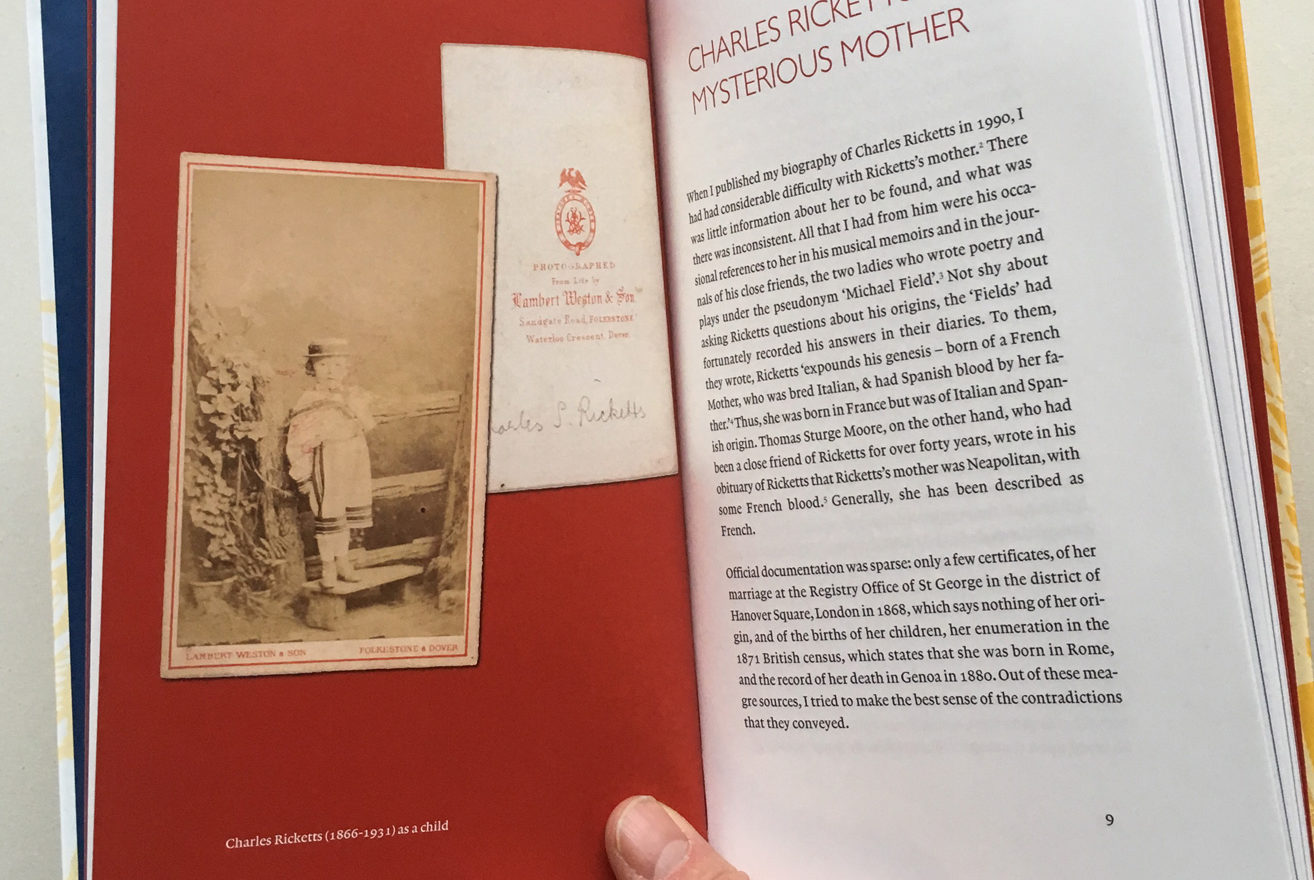 PHOTOGRAPHED
From Life by
Lambert Weston & Son
Sandgate Road, FOLKESTONE
Waterloo Crescent, Dover.
Charles S. Ricketts
LAMBERT WESTON & SON FOLKESTONE & DOVER
Charles Ricketts (1866-1931) as a child
CHARLES RICKETTS
MYSTERIOUS MOTHER
When I published my biography of Charles Ricketts in 1990, I
had had considerable difficulty with Ricketts's mother.² There
was little information about her to be found, and what was
there was inconsistent. All that I had from him were his occa-
sional references to her in his musical memoirs and in the jour-
nals of his close friends, the two ladies who wrote poetry and
plays under the pseudonym ‘Michael Field’.³ Not shy about
asking Ricketts questions about his origins, the ‘Fields’ had
fortunately recorded his answers in their diaries. To them,
they wrote, Ricketts ‘expounds his genesis – born of a French
Mother, who was bred Italian, & had Spanish blood by her fa-
ther.’⁴ Thus, she was born in France but was of Italian and Span-
ish origin. Thomas Sturge Moore, on the other hand, who had
been a close friend of Ricketts for over forty years, wrote in his
obituary of Ricketts that Ricketts's mother was Neapolitan, with
some French blood.⁵ Generally, she has been described as
French.
Official documentation was sparse: only a few certificates, of her
marriage at the Registry Office of St George in the district of
Hanover Square, London in 1868, which says nothing of her ori-
gin, and of the births of her children, her enumeration in the
1871 British census, which states that she was born in Rome,
and the record of her death in Genoa in 1880. Out of these mea-
gre sources, I tried to make the best sense of the contradictions
that they conveyed.
9